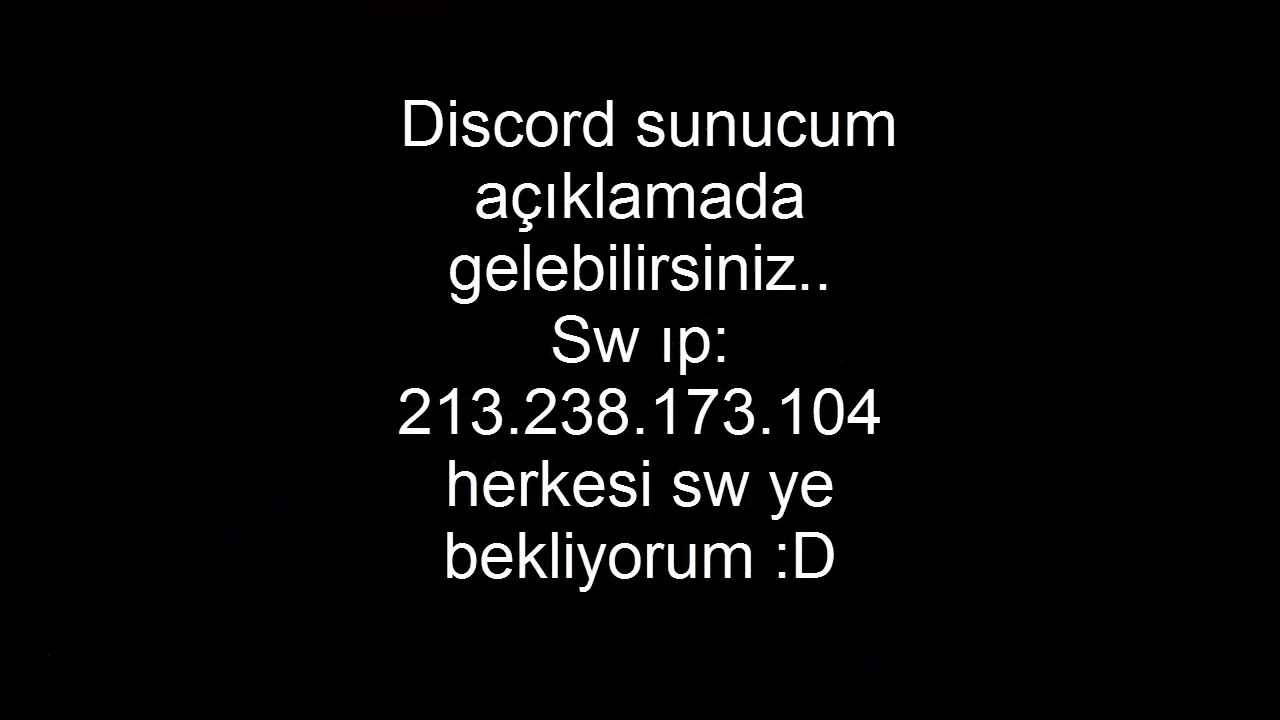 Discord sunucum
açıklamada
gelebilirsiniz..
Sw ıp:
213.238.173.104
herkesi sw ye
bekliyorum :D